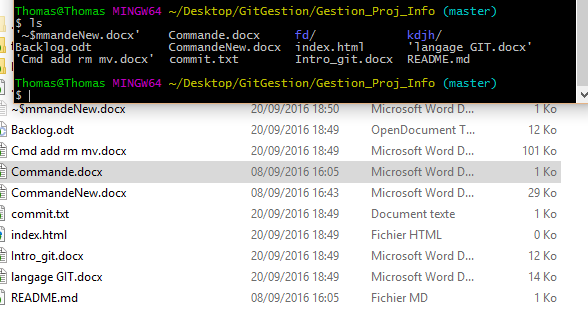 Thomas@Thomas MINGW64 ~/Desktop/GitGestion/Gestion_Proj_Info (master)
$ ls
'~$mmandeNew.docx' Commande.docx fd/ kdjh/
Backlog.odt CommandeNew.docx index.html 'langage GIT.docx'
'Cmd add rm mv.docx' commit.txt Intro_git.docx README.md
Thomas@Thomas MINGW64 ~/Desktop/GitGestion/Gestion_Proj_Info (master)
$
~$mmandeNew.docx 20/09/2016 18:50 Microsoft Word D... 1 Ko
Backlog.odt 20/09/2016 18:49 OpenDocument T... 12 Ko
Cmd add rm mv.docx 20/09/2016 18:49 Microsoft Word D... 101 Ko
Commande.docx 08/09/2016 16:05 Microsoft Word D... 1 Ko
CommandeNew.docx 08/09/2016 16:43 Microsoft Word D... 29 Ko
commit.txt 20/09/2016 18:49 Document texte 1 Ko
index.html 20/09/2016 18:49 Fichier HTML 0 Ko
Intro_git.docx 20/09/2016 18:49 Microsoft Word D... 12 Ko
langage GIT.docx 20/09/2016 18:49 Microsoft Word D... 14 Ko
README.md 08/09/2016 16:05 Fichier MD 1 Ko